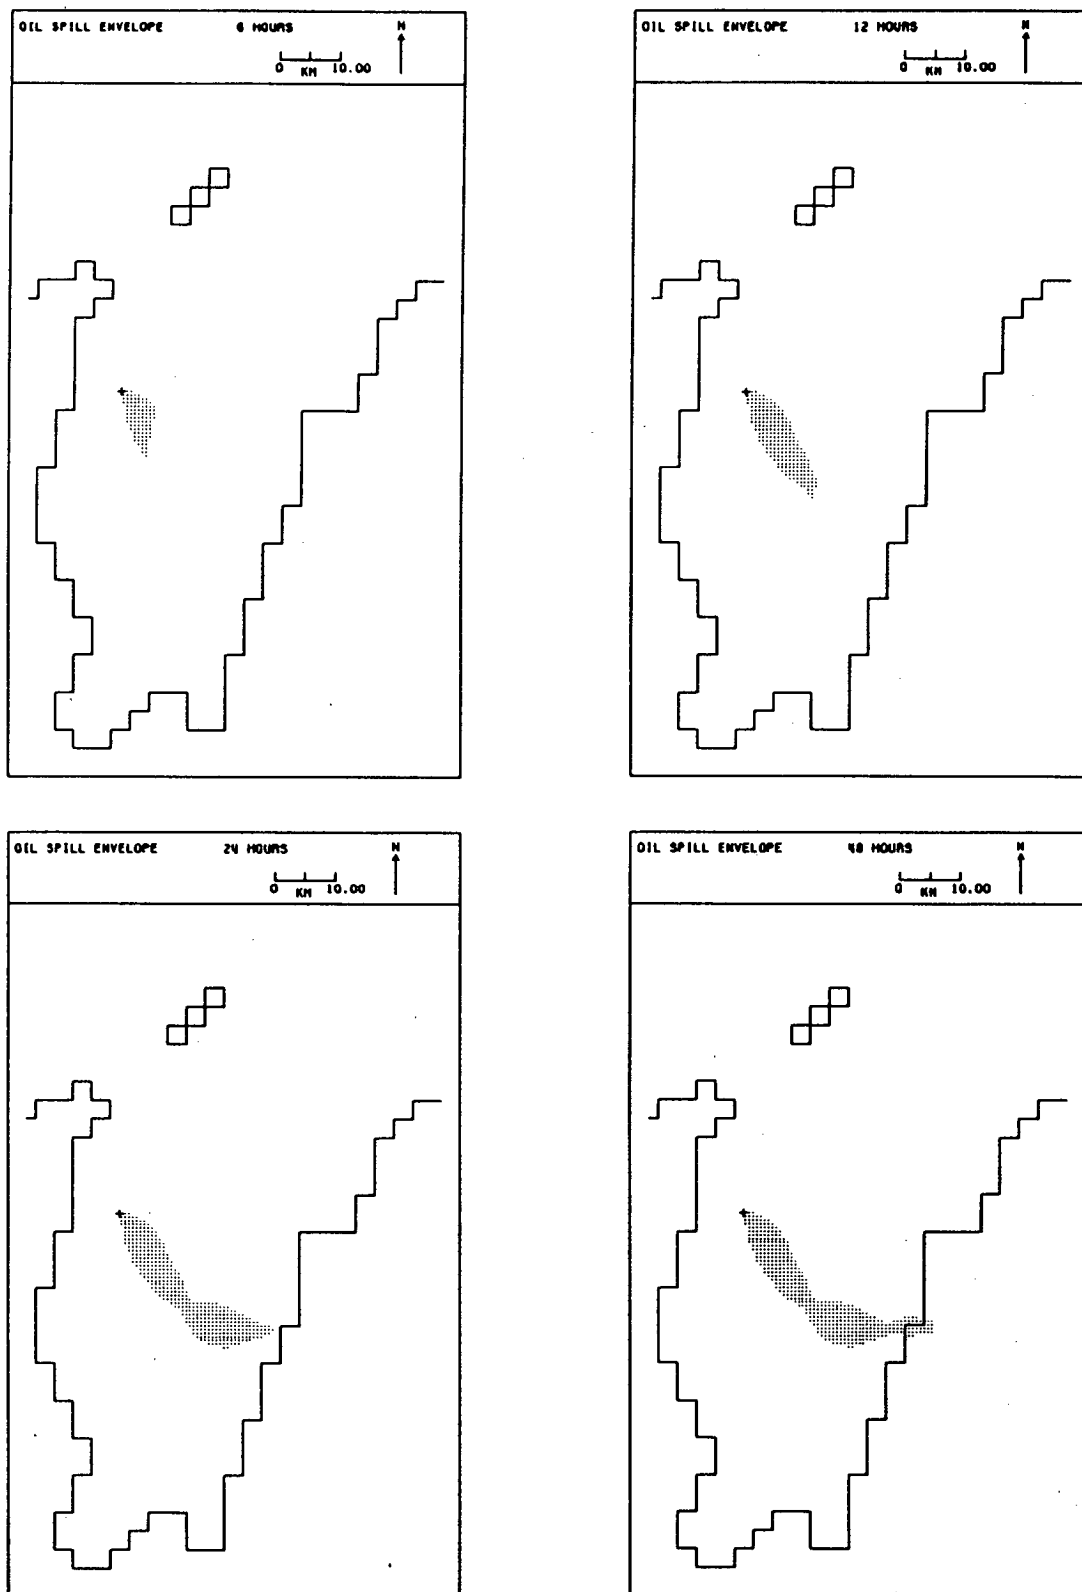 OIL SPILL ENVELOPE 6 HOURS N
0 KM 10.00
OIL SPILL ENVELOPE 12 HOURS N
0 KM 10.00
OIL SPILL ENVELOPE 24 HOURS N
0 KM 10.00
OIL SPILL ENVELOPE 48 HOURS N
0 KM 10.00